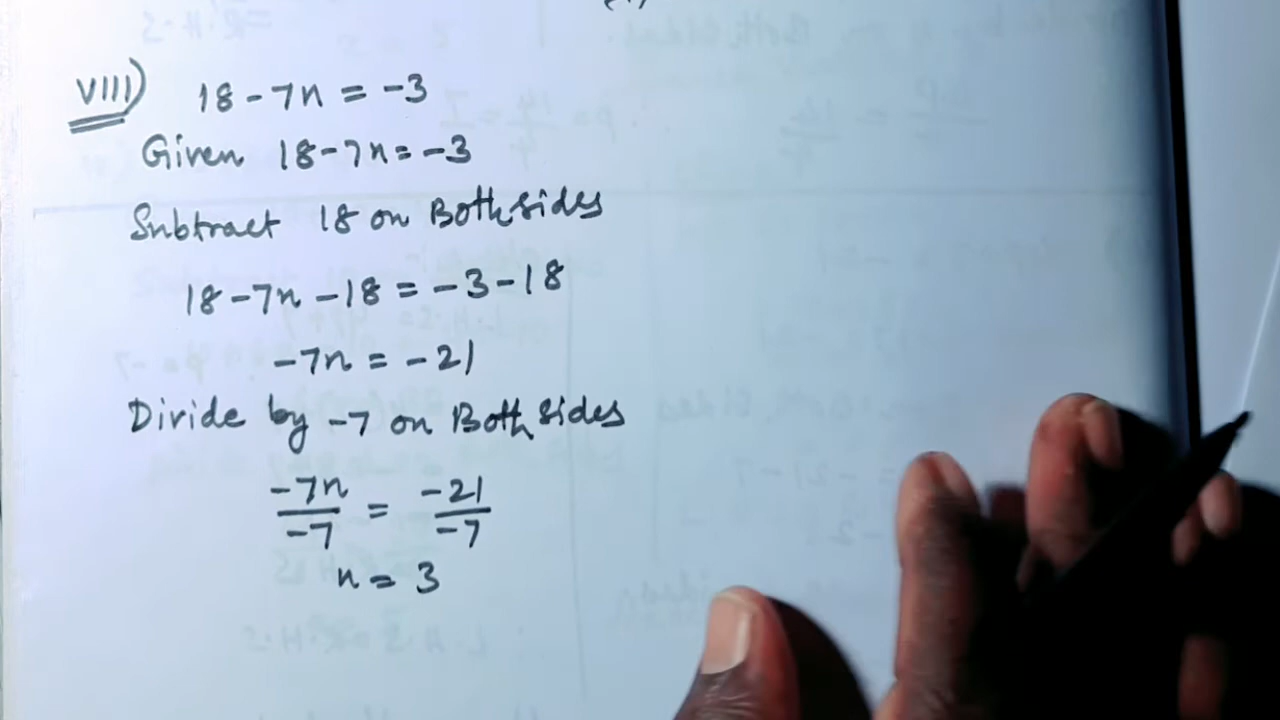 VIII) 18 - 7n = -3
Given 18 - 7n = -3
Subtract 18 on Both sides
18 - 7n - 18 = -3 - 18
-7n = -21
Divide by -7 on Both sides
-7n/-7 = -21/-7
n = 3